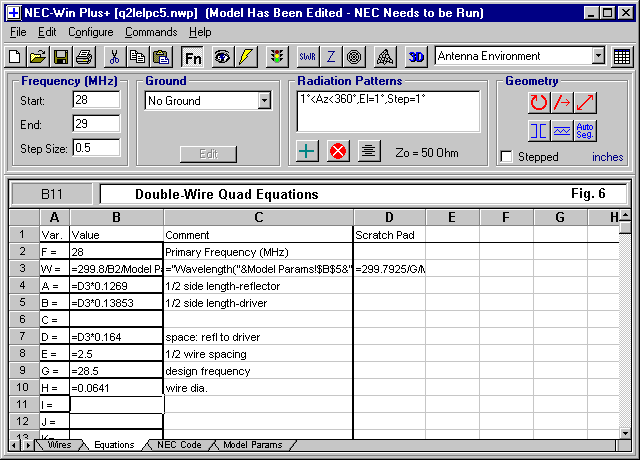 NEC-Win Plus+ [q2lelpc5.nwp] (Model Has Been Edited - NEC Needs to be Run)
File Edit Configure Commands Help
Fn SWR Z 3D Antenna Environment
Frequency (MHz) Ground Radiation Patterns Geometry
Start: 28 No Ground 1°<Az<360°,El=1°,Step=1°
End: 29
Step Size: 0.5 Edit Zo = 50 Ohm Auto Seg.
Stepped inches
B11 Double-Wire Quad Equations Fig. 6
A B C D E F G H
1 Var. Value Comment Scratch Pad
2 F = 28 Primary Frequency (MHz)
3 W = =299.8/B2/Model Pa ="Wavelength("&Model Params!$B$5&" =299.7925/G/M
4 A = =D3*0.1269 1/2 side length-reflector
5 B = =D3*0.13853 1/2 side length-driver
6 C =
7 D = =D3*0.164 space: refl to driver
8 E = =2.5 1/2 wire spacing
9 G = =28.5 design frequency
10 H = =0.0641 wire dia.
11 I =
12 J =
13 K=
Wires Equations NEC Code Model Params